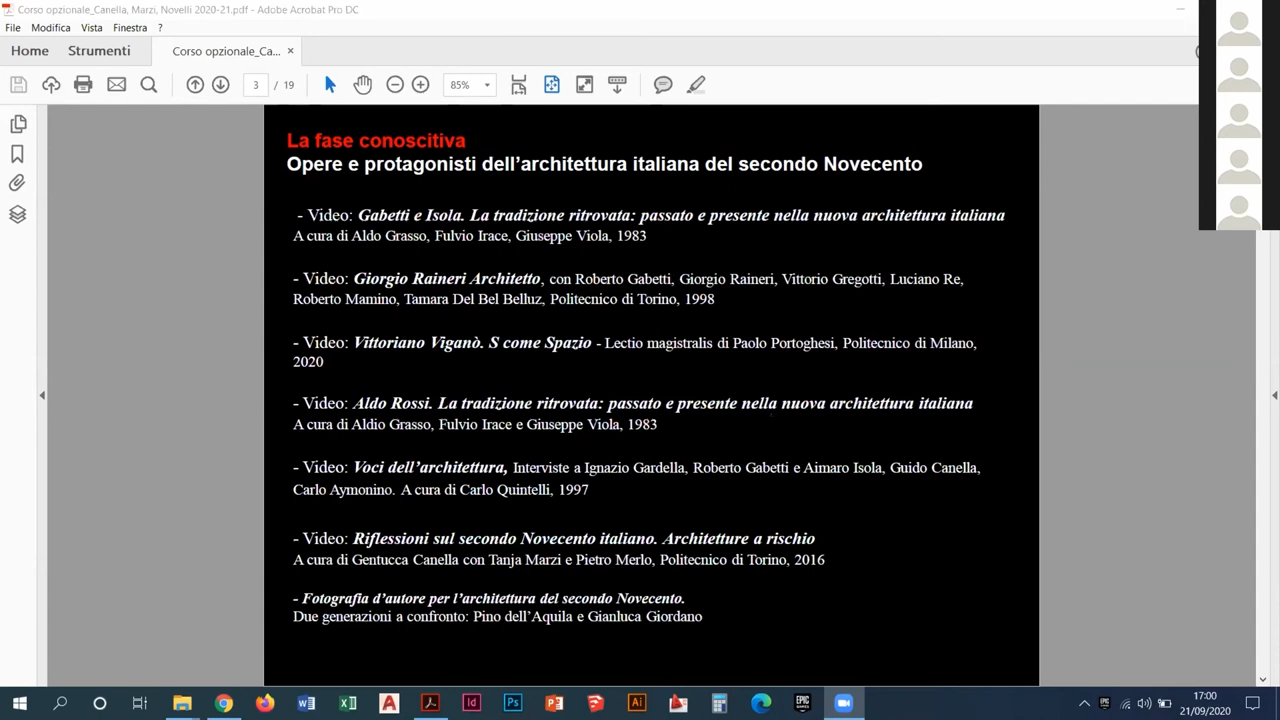 Corso opzionale_Canella, Marzi, Novelli 2020-21.pdf - Adobe Acrobat Pro DC
File Modifica Vista Finestra ?
Home Strumenti Corso opzionale_Ca... ×
3 / 19 85%
La fase conoscitiva
Opere e protagonisti dell’architettura italiana del secondo Novecento
- Video: Gabetti e Isola. La tradizione ritrovata: passato e presente nella nuova architettura italiana
A cura di Aldo Grasso, Fulvio Irace, Giuseppe Viola, 1983
- Video: Giorgio Raineri Architetto, con Roberto Gabetti, Giorgio Raineri, Vittorio Gregotti, Luciano Re,
Roberto Mamino, Tamara Del Bel Belluz, Politecnico di Torino, 1998
- Video: Vittoriano Viganò. S come Spazio - Lectio magistralis di Paolo Portoghesi, Politecnico di Milano,
2020
- Video: Aldo Rossi. La tradizione ritrovata: passato e presente nella nuova architettura italiana
A cura di Aldio Grasso, Fulvio Irace e Giuseppe Viola, 1983
- Video: Voci dell’architettura, Interviste a Ignazio Gardella, Roberto Gabetti e Aimaro Isola, Guido Canella,
Carlo Aymonino. A cura di Carlo Quintelli, 1997
- Video: Riflessioni sul secondo Novecento italiano. Architetture a rischio
A cura di Gentucca Canella con Tanja Marzi e Pietro Merlo, Politecnico di Torino, 2016
- Fotografia d’autore per l’architettura del secondo Novecento.
Due generazioni a confronto: Pino dell’Aquila e Gianluca Giordano
17:00
21/09/2020